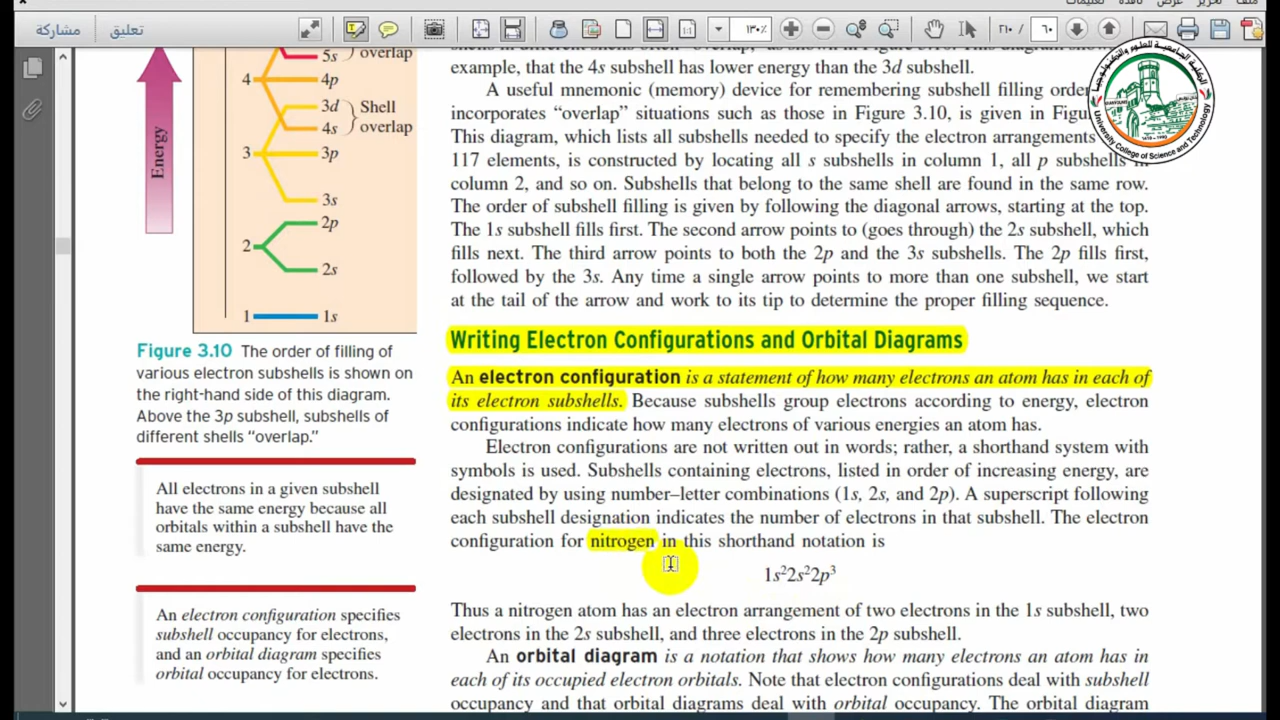 ملف تحرير عرض نافذة تعليمات
مشاركة
تعليق
١٣٠%
٢١٠ /
٦٠
5s
overlap
4
4p
3d
Shell
4s
overlap
3
3p
3s
2p
2
2s
1
1s
Energy
Figure 3.10 The order of filling of
various electron subshells is shown on
the right-hand side of this diagram.
Above the 3p subshell, subshells of
different shells “overlap.”
All electrons in a given subshell
have the same energy because all
orbitals within a subshell have the
same energy.
An electron configuration specifies
subshell occupancy for electrons,
and an orbital diagram specifies
orbital occupancy for electrons.
example, that the 4s subshell has lower energy than the 3d subshell.
A useful mnemonic (memory) device for remembering subshell filling order
incorporates “overlap” situations such as those in Figure 3.10, is given in
This diagram, which lists all subshells needed to specify the electron arrangements
117 elements, is constructed by locating all s subshells in column 1, all p subshells in
column 2, and so on. Subshells that belong to the same shell are found in the same row.
The order of subshell filling is given by following the diagonal arrows, starting at the top.
The 1s subshell fills first. The second arrow points to (goes through) the 2s subshell, which
fills next. The third arrow points to both the 2p and the 3s subshells. The 2p fills first,
followed by the 3s. Any time a single arrow points to more than one subshell, we start
at the tail of the arrow and work to its tip to determine the proper filling sequence.
Writing Electron Configurations and Orbital Diagrams
An electron configuration is a statement of how many electrons an atom has in each of
its electron subshells. Because subshells group electrons according to energy, electron
configurations indicate how many electrons of various energies an atom has.
Electron configurations are not written out in words; rather, a shorthand system with
symbols is used. Subshells containing electrons, listed in order of increasing energy, are
designated by using number–letter combinations (1s, 2s, and 2p). A superscript following
each subshell designation indicates the number of electrons in that subshell. The electron
configuration for nitrogen in this shorthand notation is
1s²2s²2p³
Thus a nitrogen atom has an electron arrangement of two electrons in the 1s subshell, two
electrons in the 2s subshell, and three electrons in the 2p subshell.
An orbital diagram is a notation that shows how many electrons an atom has in
each of its occupied electron orbitals. Note that electron configurations deal with subshell
occupancy and that orbital diagrams deal with orbital occupancy. The orbital diagram
University College of Science and Technology